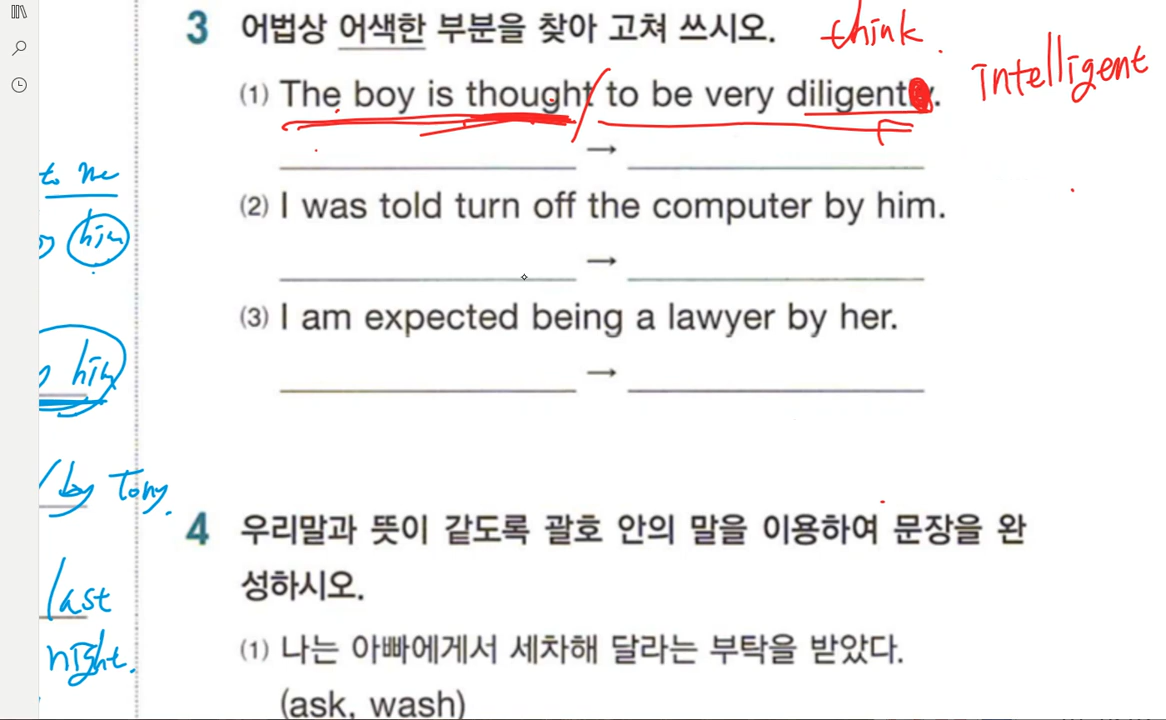 3 어법상 어색한 부분을 찾아 고쳐 쓰시오. think
intelligent
(1) The boy is thought to be very diligent.
→
(2) I was told turn off the computer by him.
→
(3) I am expected being a lawyer by her.
→
to me
him
him
by Tony.
last
night.
4 우리말과 뜻이 같도록 괄호 안의 말을 이용하여 문장을 완
성하시오.
(1) 나는 아빠에게서 세차해 달라는 부탁을 받았다.
(ask, wash)